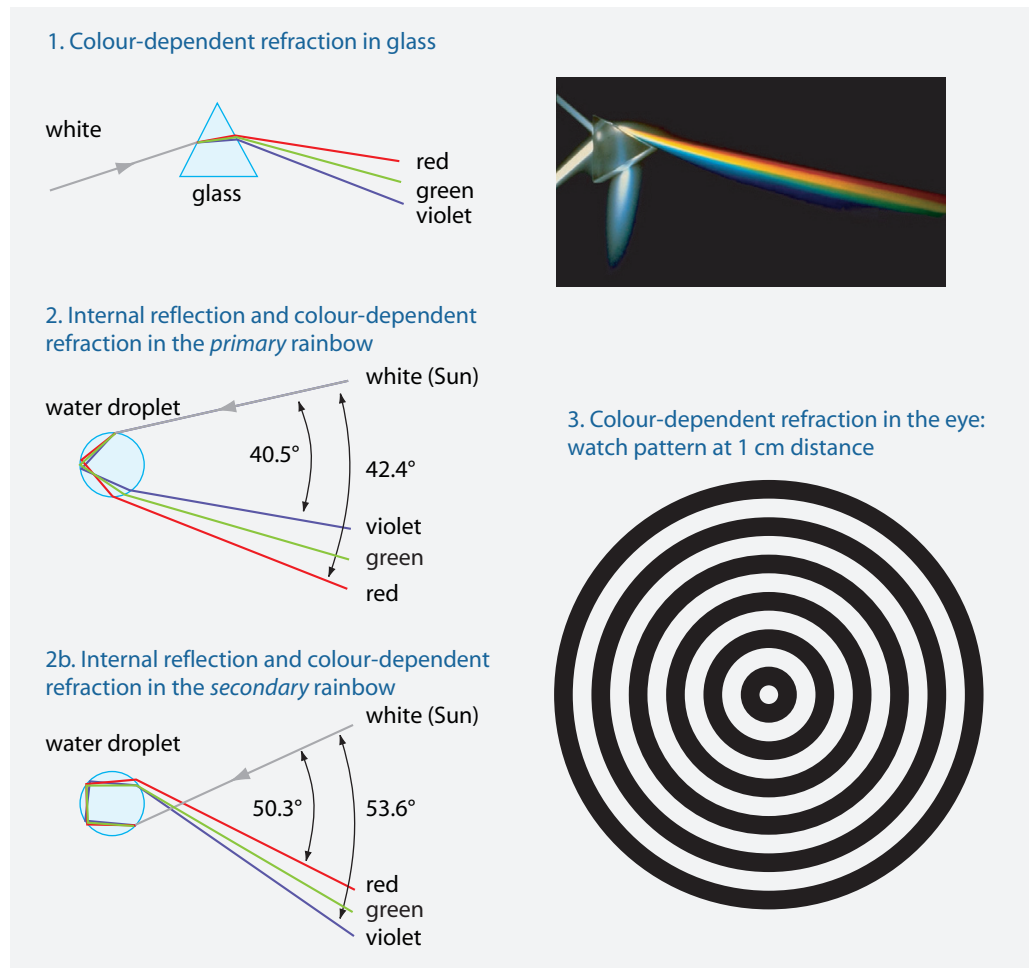 1. Colour-dependent refraction in glass
white
glass
red
green
violet
2. Internal reflection and colour-dependent
refraction in the primary rainbow
white (Sun)
water droplet
40.5°
42.4°
violet
green
red
2b. Internal reflection and colour-dependent
refraction in the secondary rainbow
white (Sun)
water droplet
50.3°
53.6°
red
green
violet
3. Colour-dependent refraction in the eye:
watch pattern at 1 cm distance